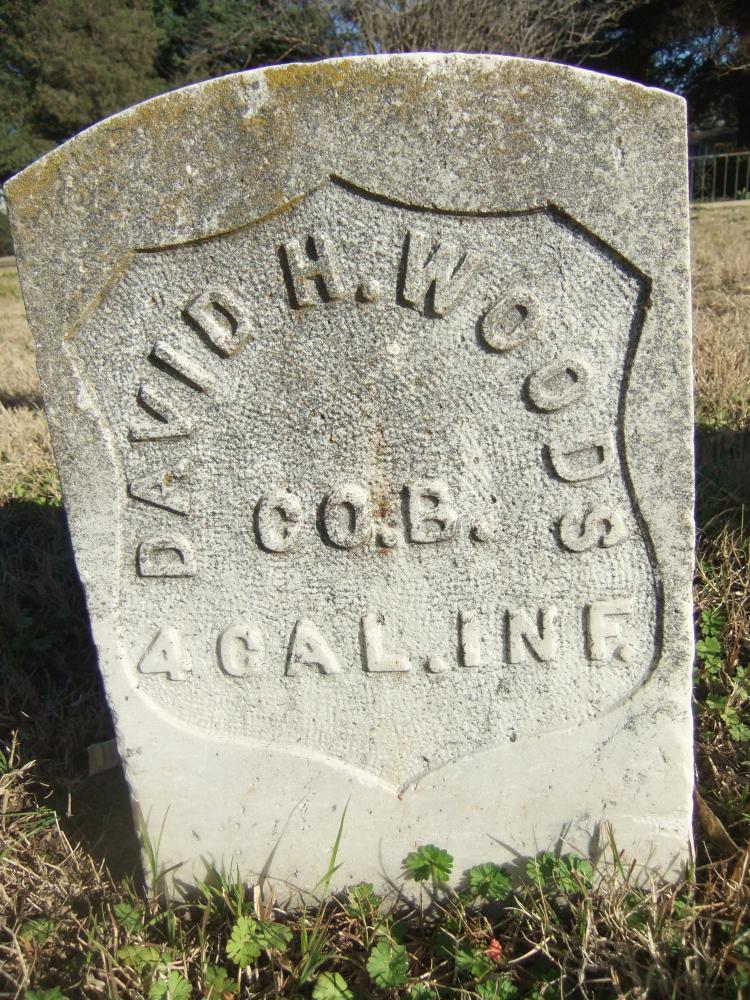 DAVID H. WOODS
CO. B.
4 CAL. INF.